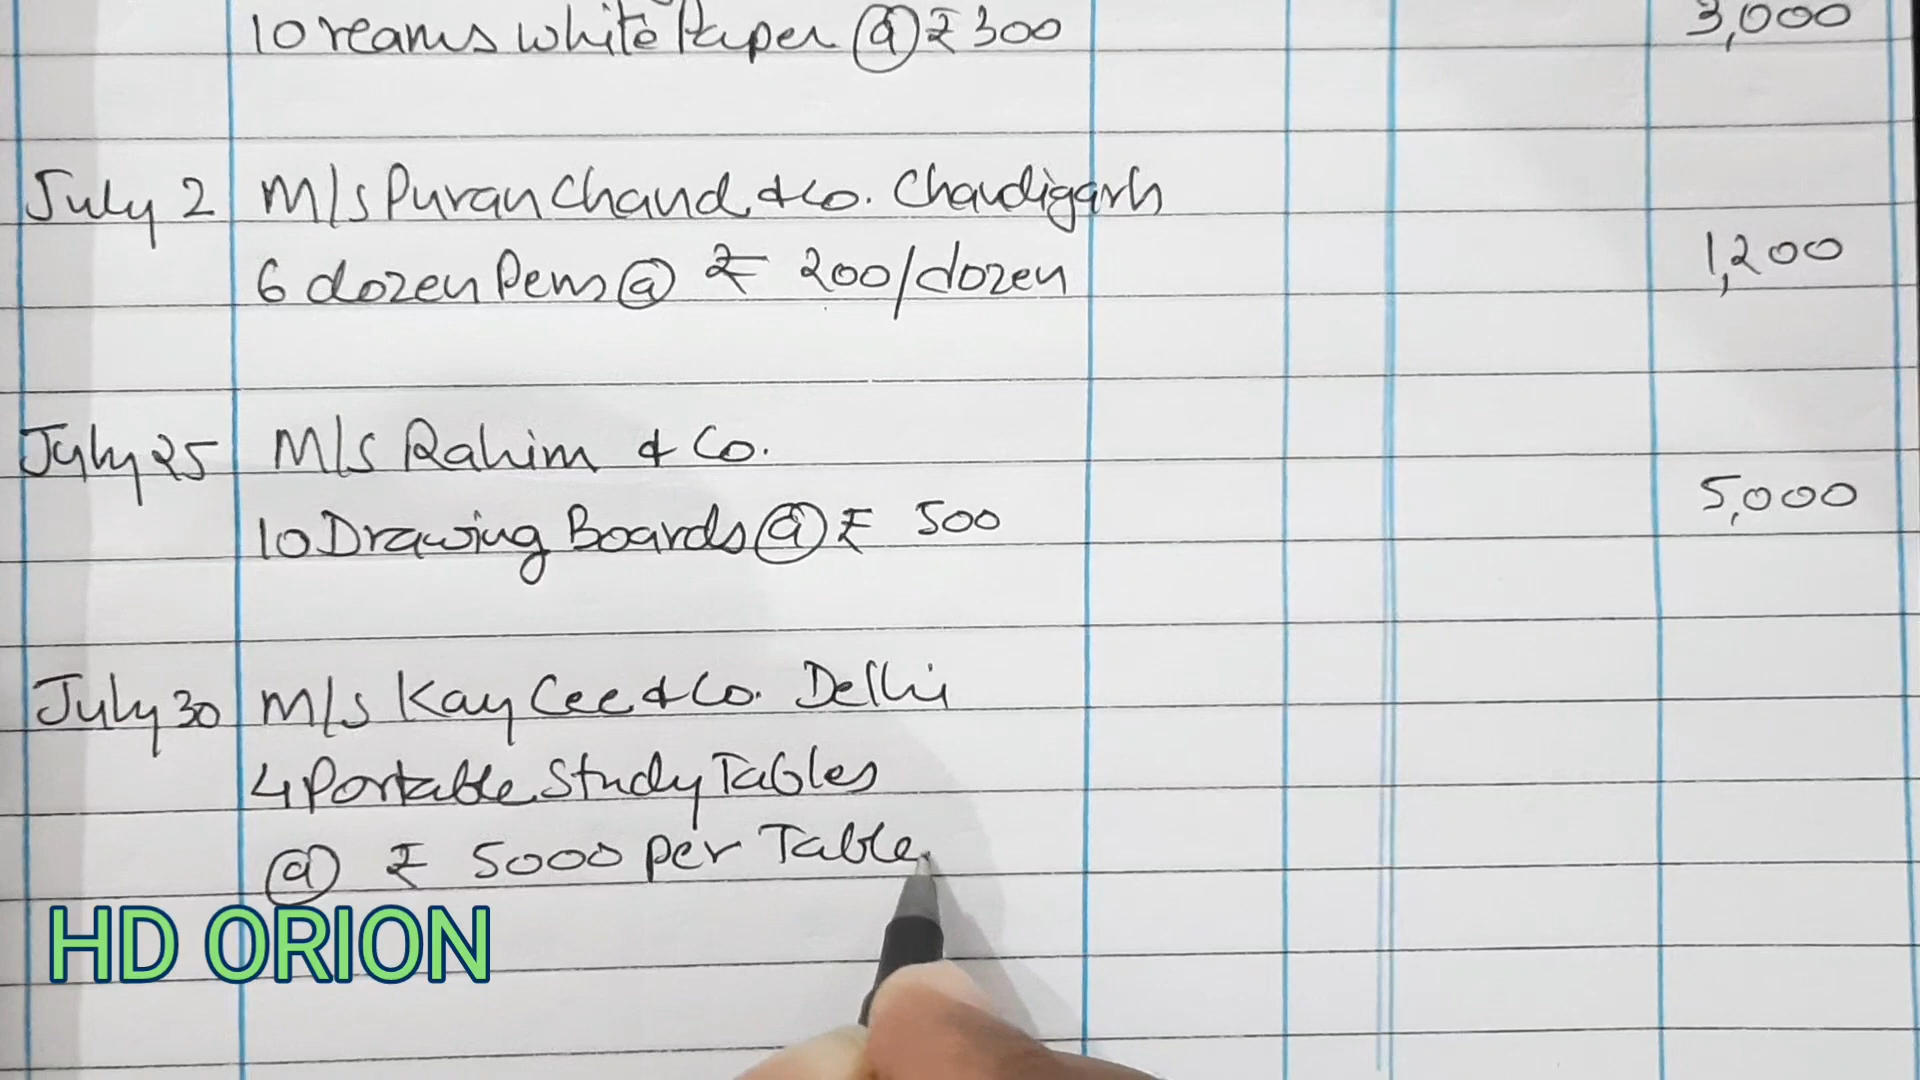 10 reams white Paper @ ₹ 300 3,000
July 2 M/s Puran Chand & Co. Chandigarh
6 dozen Pens @ ₹ 200/dozen 1,200
July 25 M/s Rahim & Co.
10 Drawing Boards @ ₹ 500 5,000
July 30 M/s Kay Cee & Co. Delhi
4 Portable Study Tables
@ ₹ 5000 per Table
HD ORION